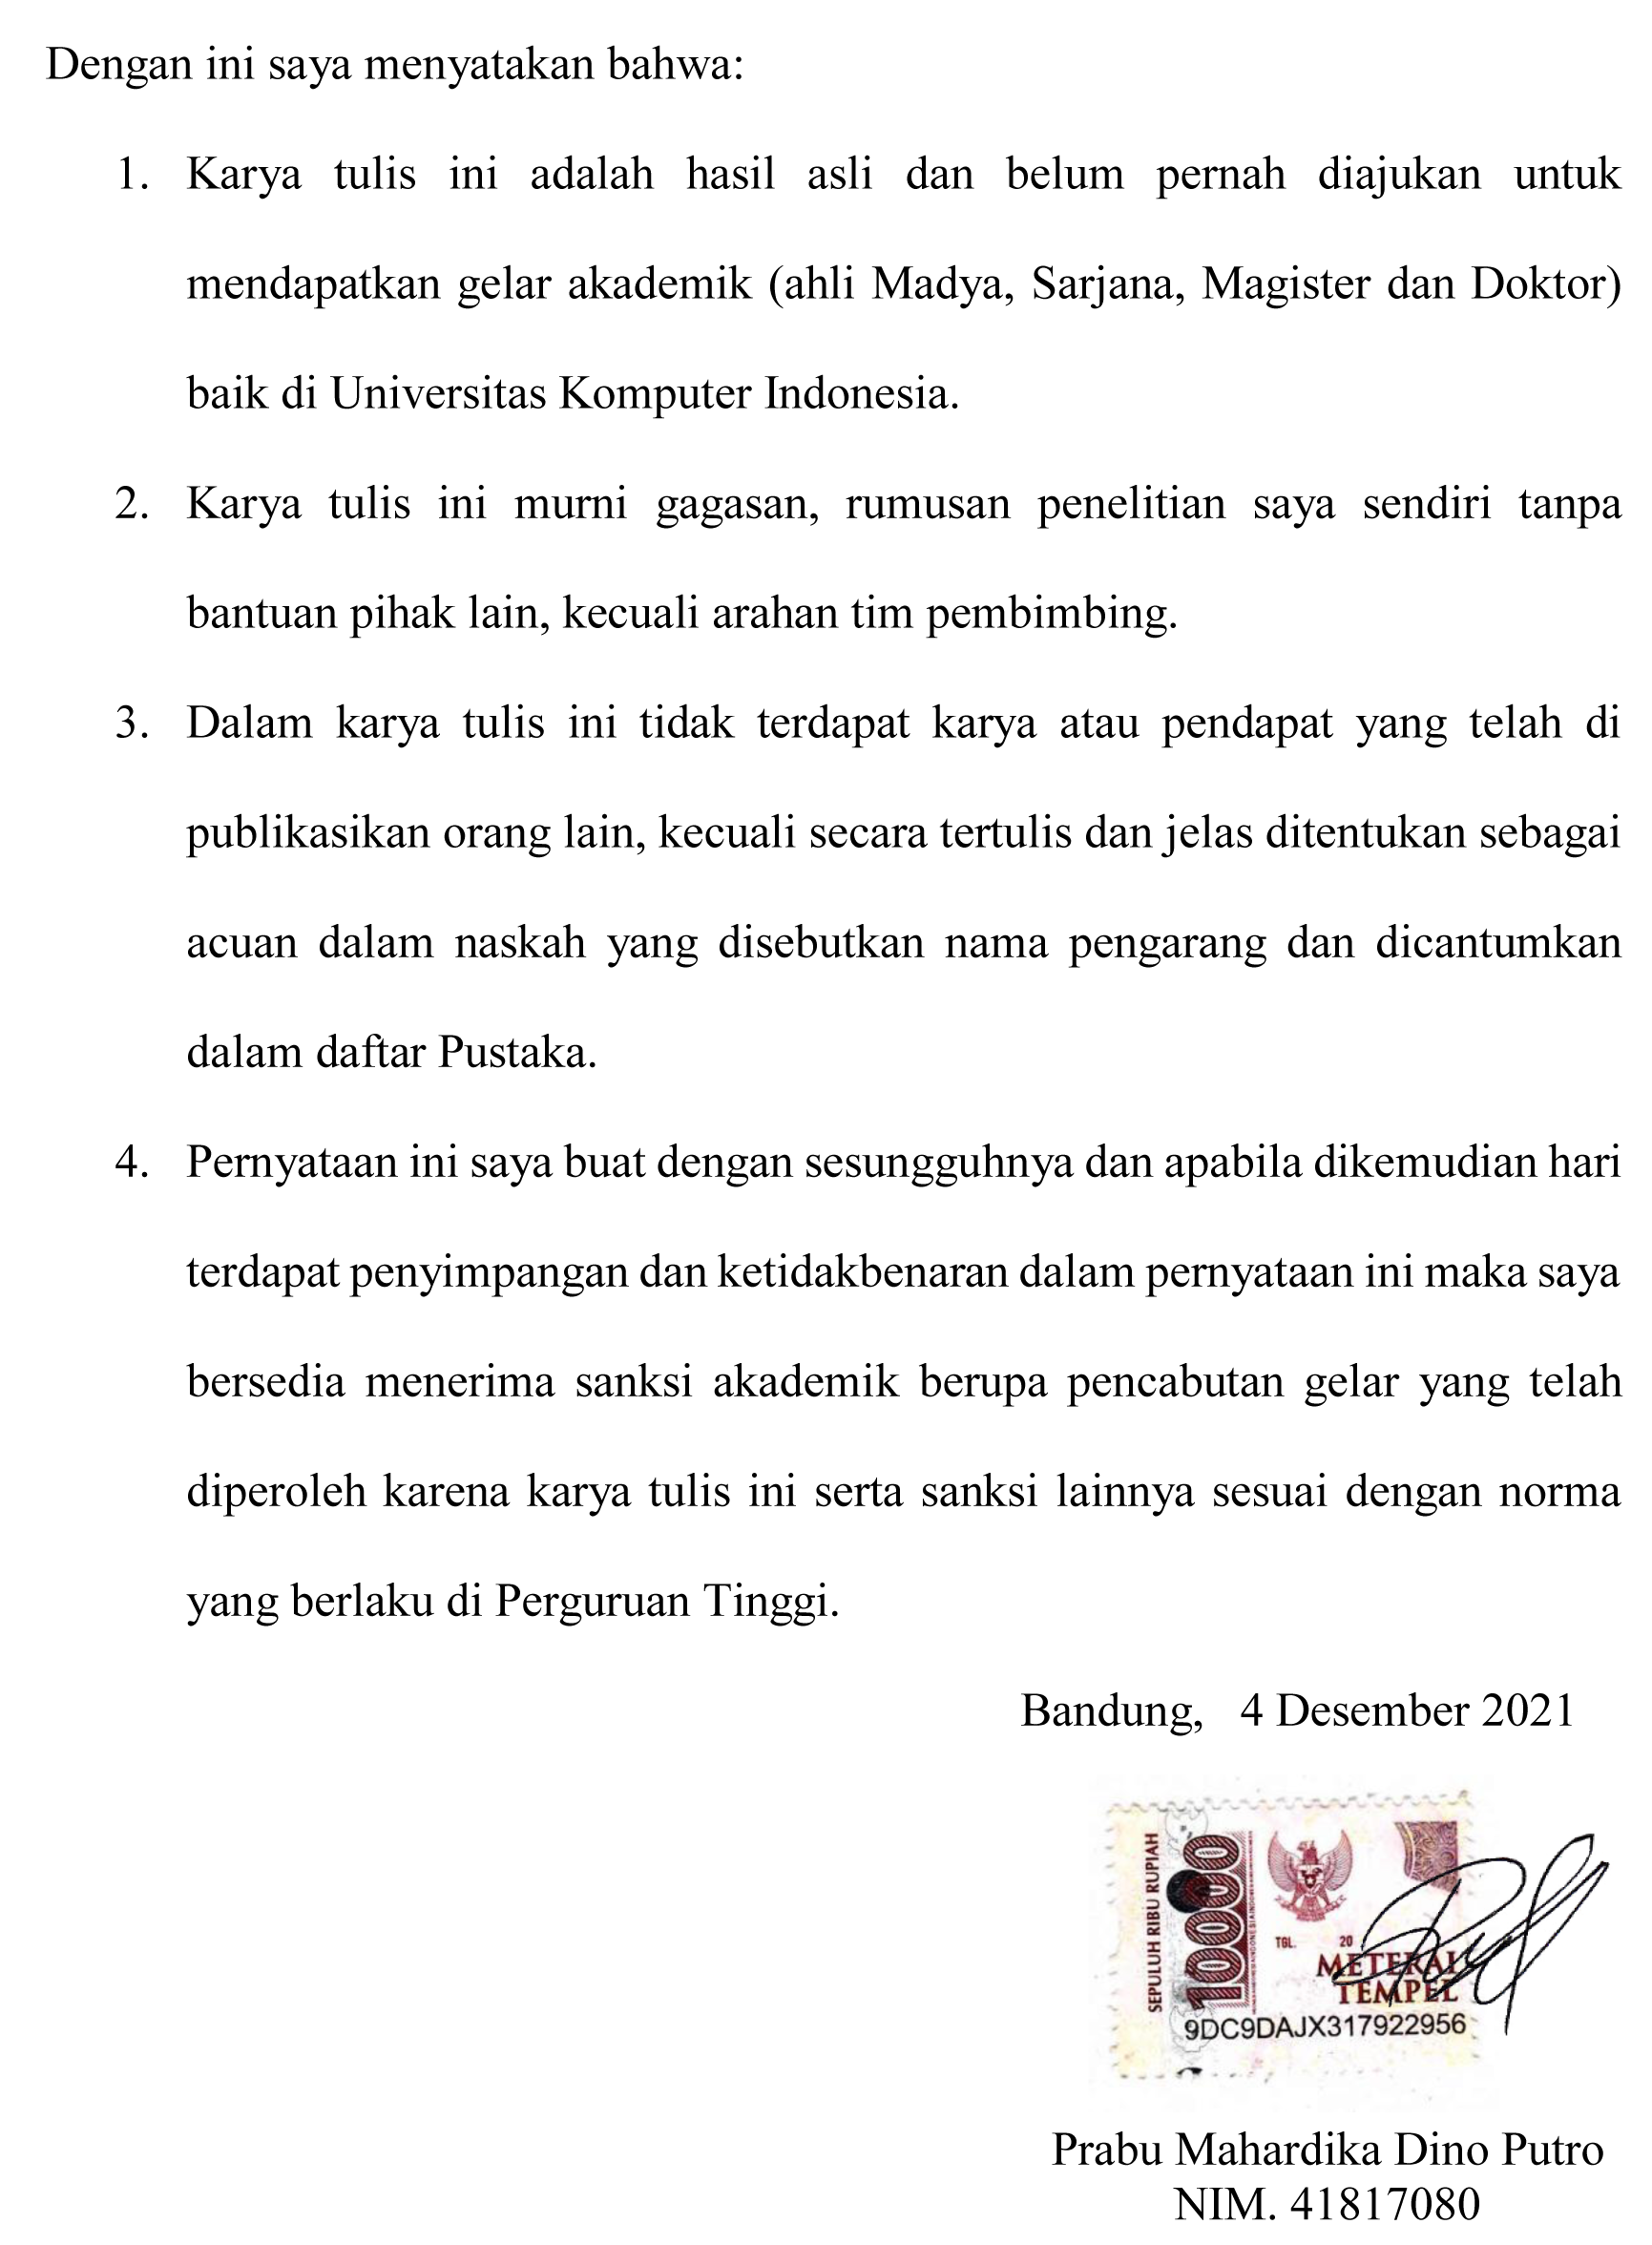 Dengan ini saya menyatakan bahwa:
1. Karya tulis ini adalah hasil asli dan belum pernah diajukan untuk
mendapatkan gelar akademik (ahli Madya, Sarjana, Magister dan Doktor)
baik di Universitas Komputer Indonesia.
2. Karya tulis ini murni gagasan, rumusan penelitian saya sendiri tanpa
bantuan pihak lain, kecuali arahan tim pembimbing.
3. Dalam karya tulis ini tidak terdapat karya atau pendapat yang telah di
publikasikan orang lain, kecuali secara tertulis dan jelas ditentukan sebagai
acuan dalam naskah yang disebutkan nama pengarang dan dicantumkan
dalam daftar Pustaka.
4. Pernyataan ini saya buat dengan sesungguhnya dan apabila dikemudian hari
terdapat penyimpangan dan ketidakbenaran dalam pernyataan ini maka saya
bersedia menerima sanksi akademik berupa pencabutan gelar yang telah
diperoleh karena karya tulis ini serta sanksi lainnya sesuai dengan norma
yang berlaku di Perguruan Tinggi.
Bandung, 4 Desember 2021
SEPULUH RIBU RUPIAH
10000
TGL. 20
METERAI
TEMPEL
9DC9DAJX317922956
Prabu Mahardika Dino Putro
NIM. 41817080